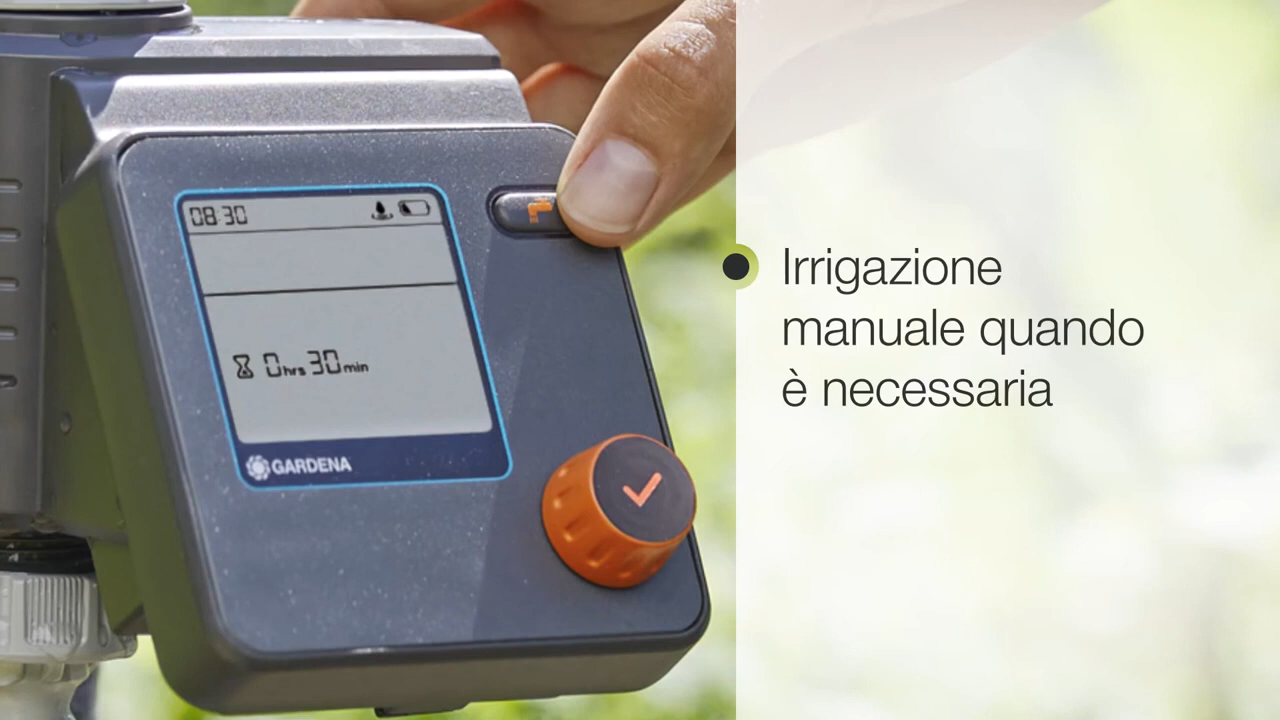 08:30
0hrs 30min
GARDENA
Irrigazione
manuale quando
è necessaria